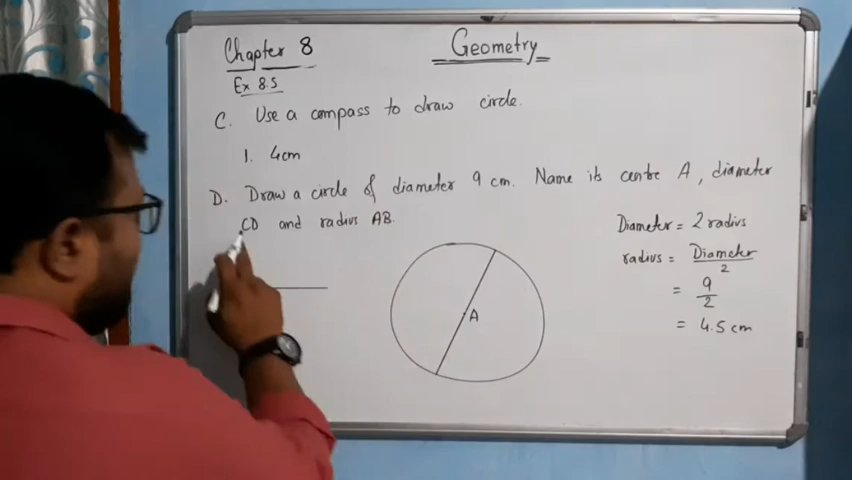 Chapter 8
Geometry
Ex 8.5
C. Use a compass to draw circle.
1. 4cm
D. Draw a circle of diameter 9 cm. Name its centre A, diameter
CD and radius AB.
Diameter = 2 radius
radius = Diameter
2
= 9
2
= 4.5 cm
A